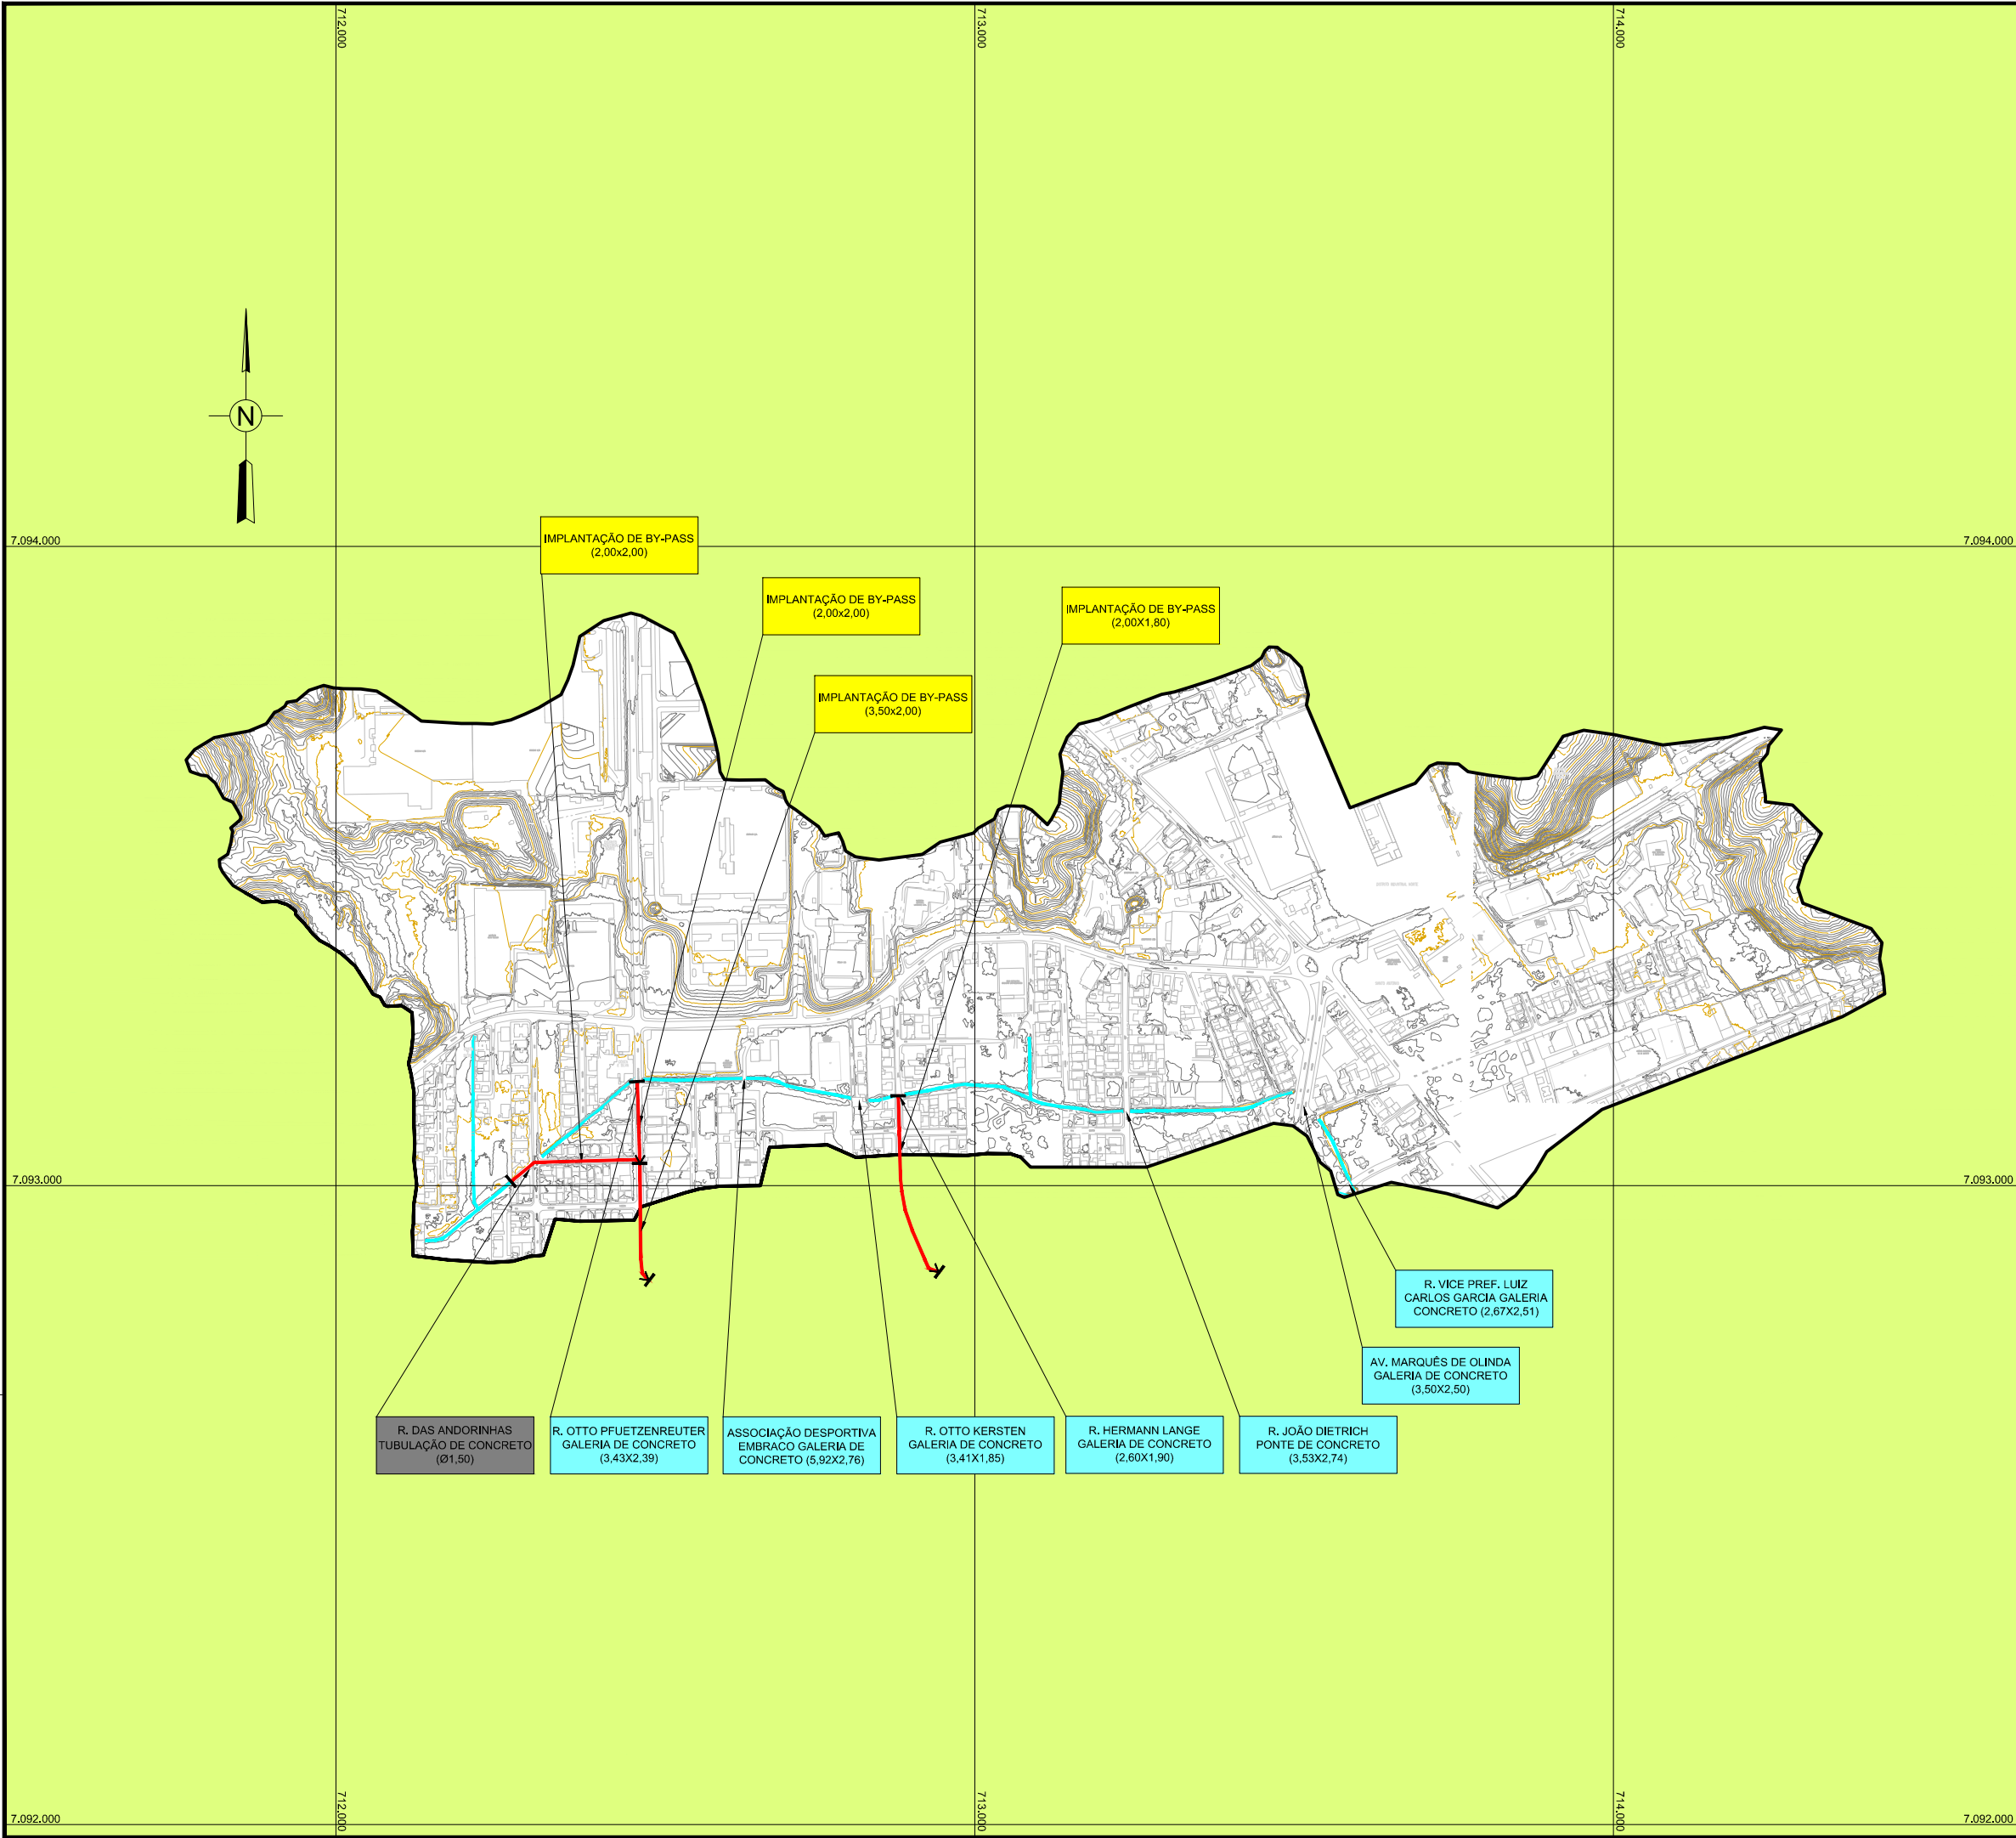 712.000
713.000
714.000
N
7.094.000
7.094.000
IMPLANTAÇÃO DE BY-PASS
(2,00x2,00)
IMPLANTAÇÃO DE BY-PASS
(2,00x2,00)
IMPLANTAÇÃO DE BY-PASS
(2,00X1,80)
IMPLANTAÇÃO DE BY-PASS
(3,50x2,00)
7.093.000
7.093.000
R. VICE PREF. LUIZ
CARLOS GARCIA GALERIA
CONCRETO (2,67X2,51)
AV. MARQUÊS DE OLINDA
GALERIA DE CONCRETO
(3,50X2,50)
R. DAS ANDORINHAS
TUBULAÇÃO DE CONCRETO
(Ø1,50)
R. OTTO PFUETZENREUTER
GALERIA DE CONCRETO
(3,43X2,39)
ASSOCIAÇÃO DESPORTIVA
EMBRACO GALERIA DE
CONCRETO (5,92X2,76)
R. OTTO KERSTEN
GALERIA DE CONCRETO
(3,41X1,85)
R. HERMANN LANGE
GALERIA DE CONCRETO
(2,60X1,90)
R. JOÃO DIETRICH
PONTE DE CONCRETO
(3,53X2,74)
712.000
713.000
714.000
7.092.000
7.092.000